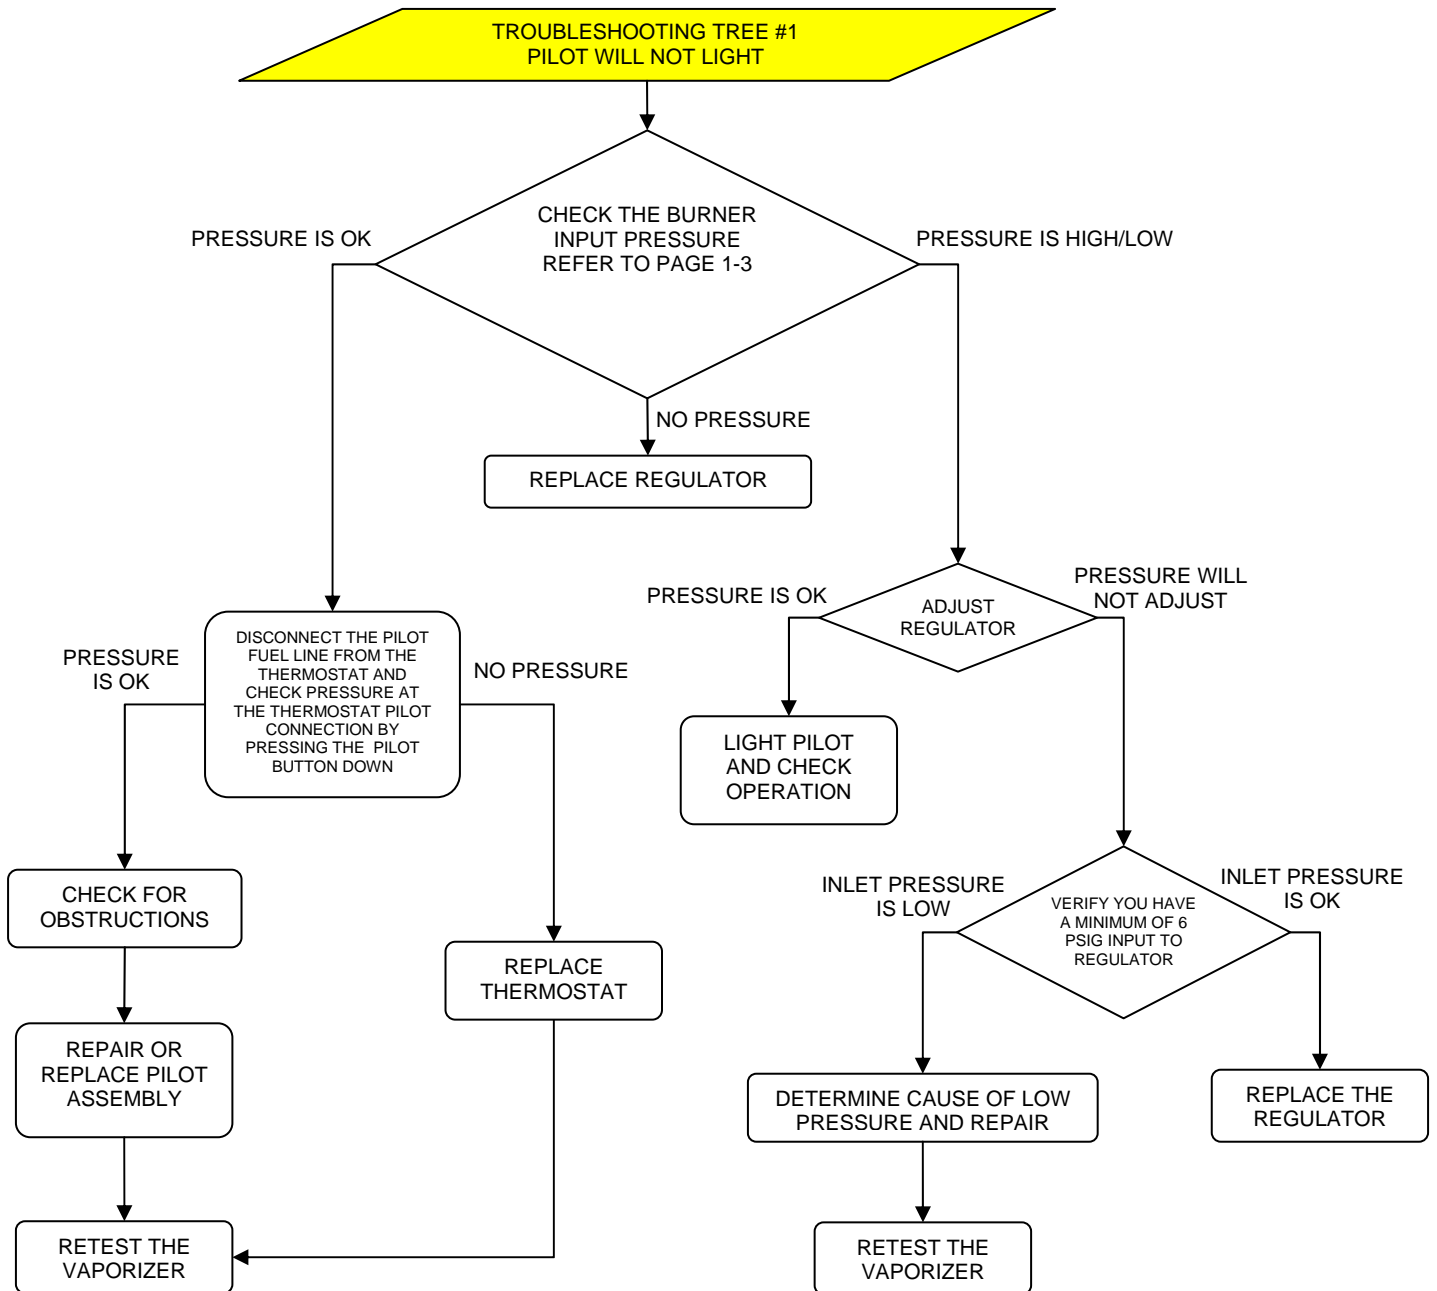 TROUBLESHOOTING TREE #1
PILOT WILL NOT LIGHT
CHECK THE BURNER
INPUT PRESSURE
REFER TO PAGE 1-3
PRESSURE IS OK
PRESSURE IS HIGH/LOW
NO PRESSURE
REPLACE REGULATOR
PRESSURE IS OK
ADJUST
REGULATOR
PRESSURE WILL
NOT ADJUST
PRESSURE
IS OK
DISCONNECT THE PILOT
FUEL LINE FROM THE
THERMOSTAT AND
CHECK PRESSURE AT
THE THERMOSTAT PILOT
CONNECTION BY
PRESSING THE PILOT
BUTTON DOWN
NO PRESSURE
LIGHT PILOT
AND CHECK
OPERATION
CHECK FOR
OBSTRUCTIONS
INLET PRESSURE
IS LOW
VERIFY YOU HAVE
A MINIMUM OF 6
PSIG INPUT TO
REGULATOR
INLET PRESSURE
IS OK
REPLACE
THERMOSTAT
REPAIR OR
REPLACE PILOT
ASSEMBLY
DETERMINE CAUSE OF LOW
PRESSURE AND REPAIR
REPLACE THE
REGULATOR
RETEST THE
VAPORIZER
RETEST THE
VAPORIZER